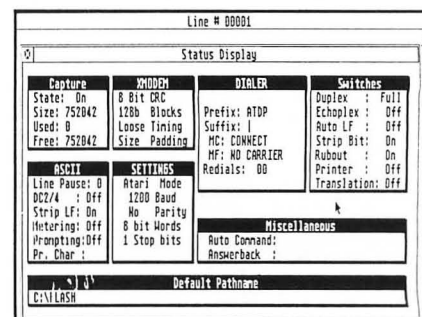 Line # 00001
Status Display
Capture
State: On
Size: 752042
Used: 0
Free: 752042
XMODEM
8 Bit CRC
128b Blocks
Loose Timing
Size Padding
DIALER
Prefix: ATDP
Suffix: |
MC: CONNECT
MF: NO CARRIER
Redials: 00
Switches
Duplex : Full
Echoplex : Off
Auto LF : Off
Strip Bit: On
Rubout : On
Printer : Off
Translation: Off
ASCII
Line Pause: 0
DC2/4 : Off
Strip LF: On
Metering: Off
Prompting:Off
Pr. Char :
SETTINGS
Atari Mode
1200 Baud
No Parity
8 bit Words
1 Stop bits
Miscellaneous
Auto Command:
Answerback :
Default Pathname
C:\FLASH